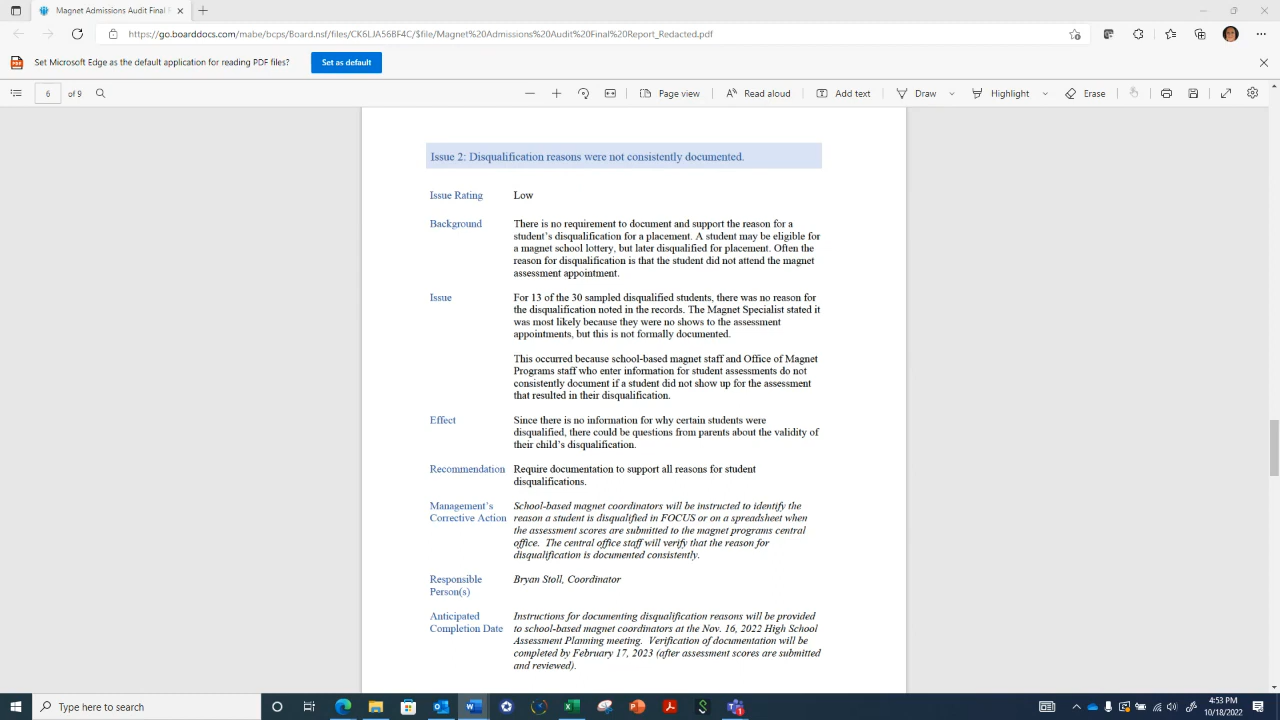 Magnet Admissions Audit Final
https://go.boarddocs.com/mabe/bcps/Board.nsf/files/CK6LJA56BF4C/$file/Magnet%20Admissions%20Audit%20Final%20Report_Redacted.pdf
Set Microsoft Edge as the default application for reading PDF files?
Set as default
6 of 9
Page view
Read aloud
Add text
Draw
Highlight
Erase
Issue 2: Disqualification reasons were not consistently documented.
Issue Rating Low
Background There is no requirement to document and support the reason for a
student's disqualification for a placement. A student may be eligible for
a magnet school lottery, but later disqualified for placement. Often the
reason for disqualification is that the student did not attend the magnet
assessment appointment.
Issue For 13 of the 30 sampled disqualified students, there was no reason for
the disqualification noted in the records. The Magnet Specialist stated it
was most likely because they were no shows to the assessment
appointments, but this is not formally documented.
This occurred because school-based magnet staff and Office of Magnet
Programs staff who enter information for student assessments do not
consistently document if a student did not show up for the assessment
that resulted in their disqualification.
Effect Since there is no information for why certain students were
disqualified, there could be questions from parents about the validity of
their child's disqualification.
Recommendation Require documentation to support all reasons for student
disqualifications.
Management's School-based magnet coordinators will be instructed to identify the
Corrective Action reason a student is disqualified in FOCUS or on a spreadsheet when
the assessment scores are submitted to the magnet programs central
office. The central office staff will verify that the reason for
disqualification is documented consistently.
Responsible Bryan Stoll, Coordinator
Person(s)
Anticipated Instructions for documenting disqualification reasons will be provided
Completion Date to school-based magnet coordinators at the Nov. 16, 2022 High School
Assessment Planning meeting. Verification of documentation will be
completed by February 17, 2023 (after assessment scores are submitted
and reviewed).
Type here to search
4:53 PM
10/18/2022